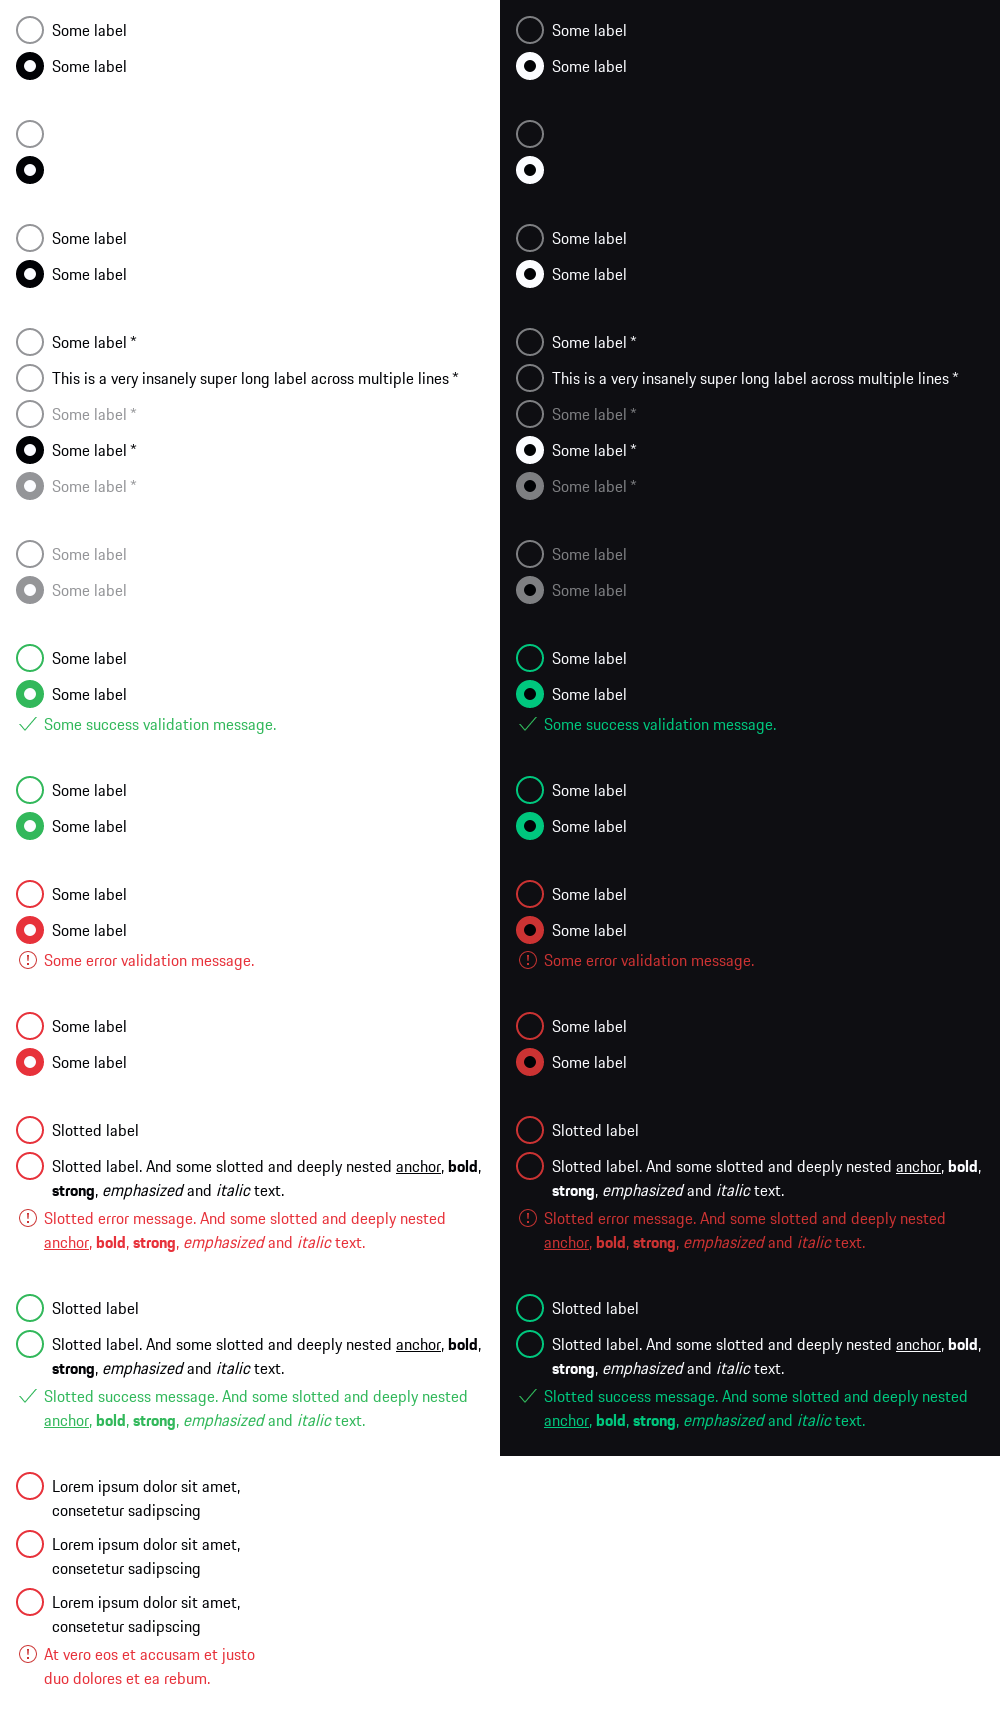 Some label
Some label
Some label
Some label
Some label *
This is a very insanely super long label across multiple lines *
Some label *
Some label *
Some label *
Some label
Some label
Some label
Some label
Some success validation message.
Some label
Some label
Some label
Some label
Some error validation message.
Some label
Some label
Slotted label
Slotted label. And some slotted and deeply nested anchor, bold,
strong, emphasized and italic text.
Slotted error message. And some slotted and deeply nested
anchor, bold, strong, emphasized and italic text.
Slotted label
Slotted label. And some slotted and deeply nested anchor, bold,
strong, emphasized and italic text.
Slotted success message. And some slotted and deeply nested
anchor, bold, strong, emphasized and italic text.
Lorem ipsum dolor sit amet,
consetetur sadipscing
Lorem ipsum dolor sit amet,
consetetur sadipscing
Lorem ipsum dolor sit amet,
consetetur sadipscing
At vero eos et accusam et justo
duo dolores et ea rebum.
Some label
Some label
Some label
Some label
Some label *
This is a very insanely super long label across multiple lines *
Some label *
Some label *
Some label *
Some label
Some label
Some label
Some label
Some success validation message.
Some label
Some label
Some label
Some label
Some error validation message.
Some label
Some label
Slotted label
Slotted label. And some slotted and deeply nested anchor, bold,
strong, emphasized and italic text.
Slotted error message. And some slotted and deeply nested
anchor, bold, strong, emphasized and italic text.
Slotted label
Slotted label. And some slotted and deeply nested anchor, bold,
strong, emphasized and italic text.
Slotted success message. And some slotted and deeply nested
anchor, bold, strong, emphasized and italic text.